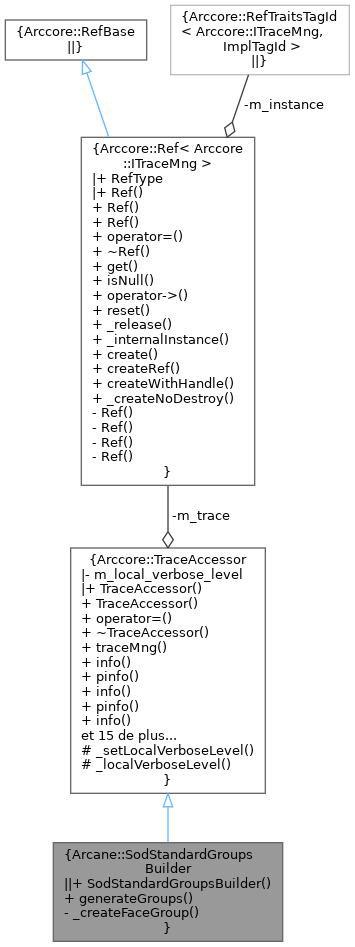 {Arccore::RefBase
||}
Arccore::RefTraitsTagId
< Arccore::ITraceMng,
ImplTagId >
||}
-m_instance
{Arccore::Ref< Arccore
::ITraceMng >
|+ RefType
|+ Ref()
+ Ref()
+ Ref()
+ operator=()
+ ~Ref()
+ get()
+ isNull()
+ operator->()
+ reset()
+ _release()
+ _internalInstance()
+ create()
+ createRef()
+ createWithHandle()
+ _createNoDestroy()
- Ref()
- Ref()
- Ref()
- Ref()
}
-m_trace
{Arccore::TraceAccessor
|- m_local_verbose_level
|+ TraceAccessor()
+ TraceAccessor()
+ operator=()
+ ~TraceAccessor()
+ traceMng()
+ info()
+ pinfo()
+ info()
+ pinfo()
+ info()
et 15 de plus...
# _setLocalVerboseLevel()
# _localVerboseLevel()
}
{Arcane::SodStandardGroups
Builder
||+ SodStandardGroupsBuilder()
+ generateGroups()
- _createFaceGroup()
}